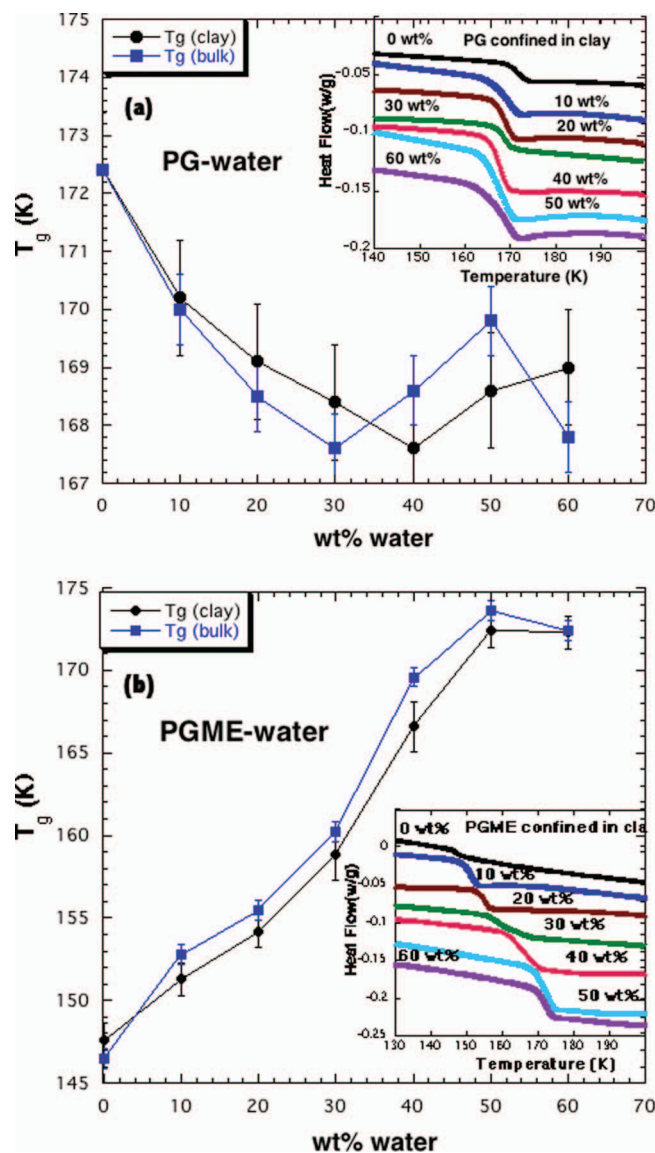 175
174
173
172
171
170
169
168
167
T_g (K)
Tg (clay)
Tg (bulk)
(a)
PG-water
0 wt% PG confined in clay
-0.05
10 wt%
20 wt%
30 wt%
-0.1
60 wt%
40 wt%
-0.15
50 wt%
-0.2
Heat Flow(w/g)
140 150 160 170 180 190
Temperature (K)
0 10 20 30 40 50 60 70
wt% water
175
170
165
160
155
150
145
T_g (K)
Tg (clay)
Tg (bulk)
(b)
PGME-water
0 wt% PGME confined in cla
0
10 wt%
-0.05
20 wt%
30 wt%
-0.1
40 wt%
-0.15
60 wt%
50 wt%
-0.2
-0.25
Heat Flow(w/g)
130 140 150 160 170 180 190
Temperature (K)
0 10 20 30 40 50 60 70
wt% water